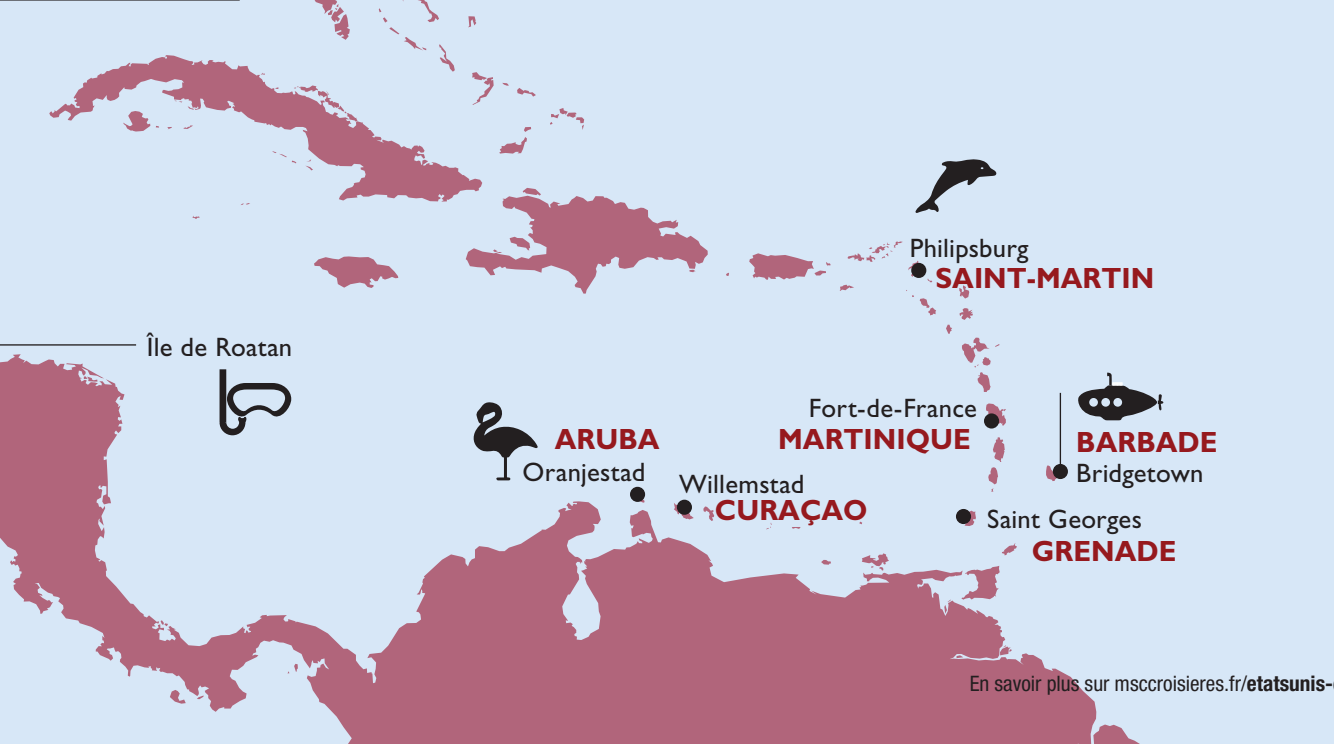 Philipsburg
SAINT-MARTIN
Île de Roatan
Fort-de-France
MARTINIQUE
BARBADE
Bridgetown
ARUBA
Oranjestad
Willemstad
CURAÇAO
Saint Georges
GRENADE
En savoir plus sur msccroisieres.fr/etatsunis-